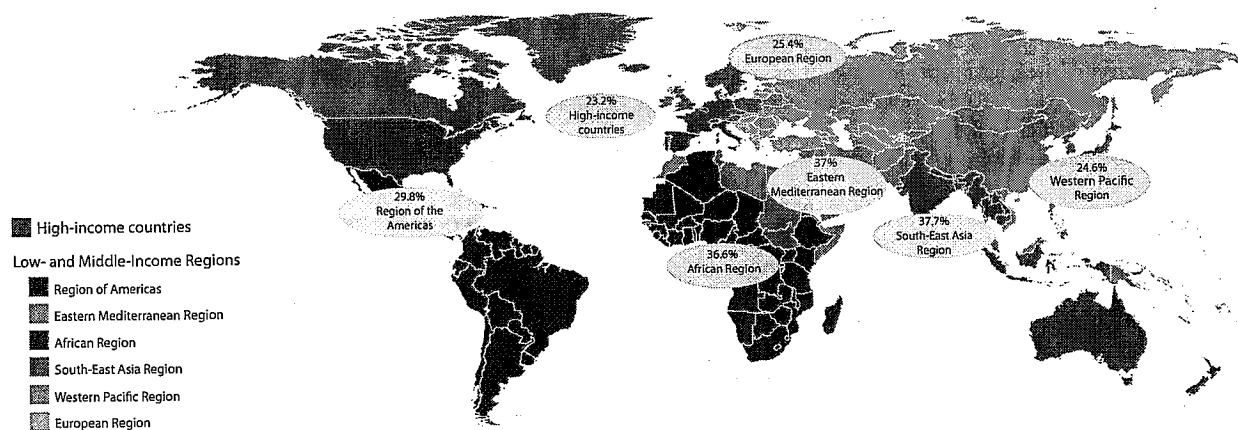 25.4%
European Region
23.2%
High-income
countries
37%
Eastern
Mediterranean Region
24.6%
Western Pacific
Region
29.8%
Region of the
Americas
37.7%
South-East Asia
Region
36.6%
African Region
High-income countries
Low- and Middle-Income Regions
Region of Americas
Eastern Mediterranean Region
African Region
South-East Asia Region
Western Pacific Region
European Region